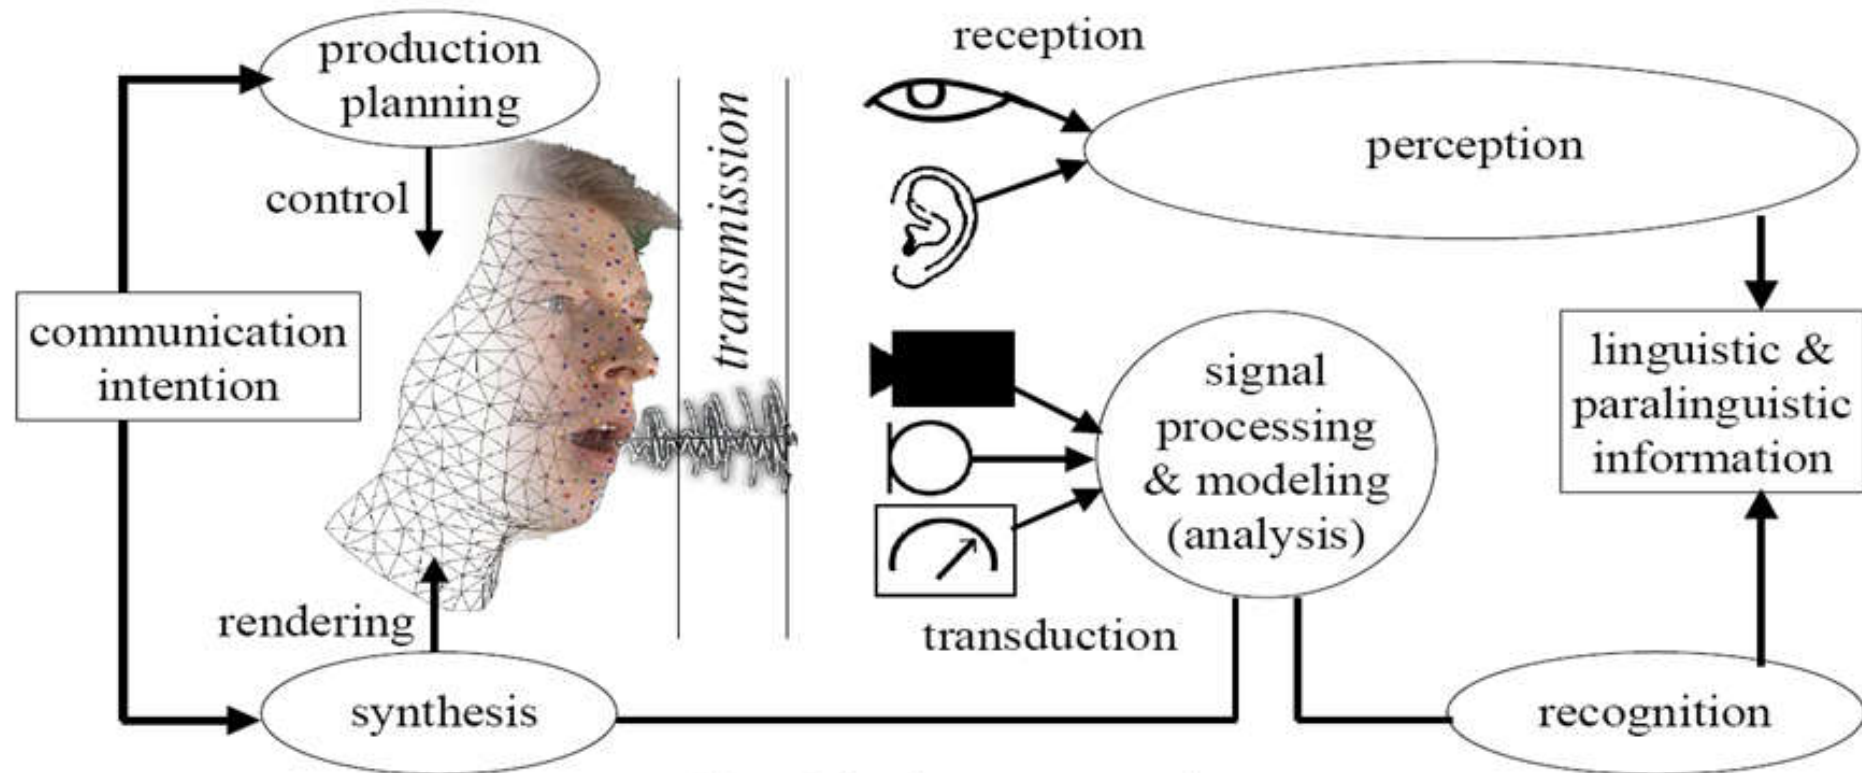 production
planning
control
communication
intention
rendering
synthesis
transmission
reception
perception
signal
processing
& modeling
(analysis)
transduction
linguistic &
paralinguistic
information
recognition